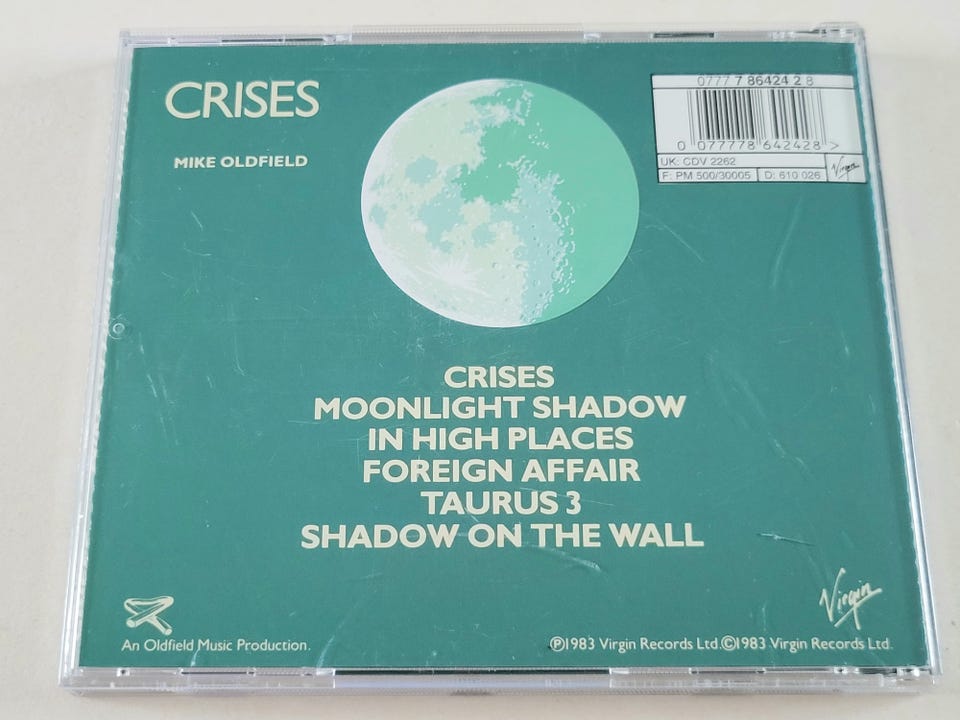 CRISES
MIKE OLDFIELD
0777 7 86424 2 8
0 077778 642428 >
UK: CDV 2262
F: PM 500/30005 D: 610 026 Virgin
CRISES
MOONLIGHT SHADOW
IN HIGH PLACES
FOREIGN AFFAIR
TAURUS 3
SHADOW ON THE WALL
Virgin
An Oldfield Music Production.
℗1983 Virgin Records Ltd.©1983 Virgin Records Ltd.